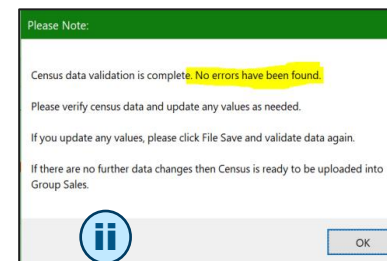 Please Note:
Census data validation is complete. No errors have been found.
Please verify census data and update any values as needed.
If you update any values, please click File Save and validate data again.
If there are no further data changes then Census is ready to be uploaded into
Group Sales.
ii
OK